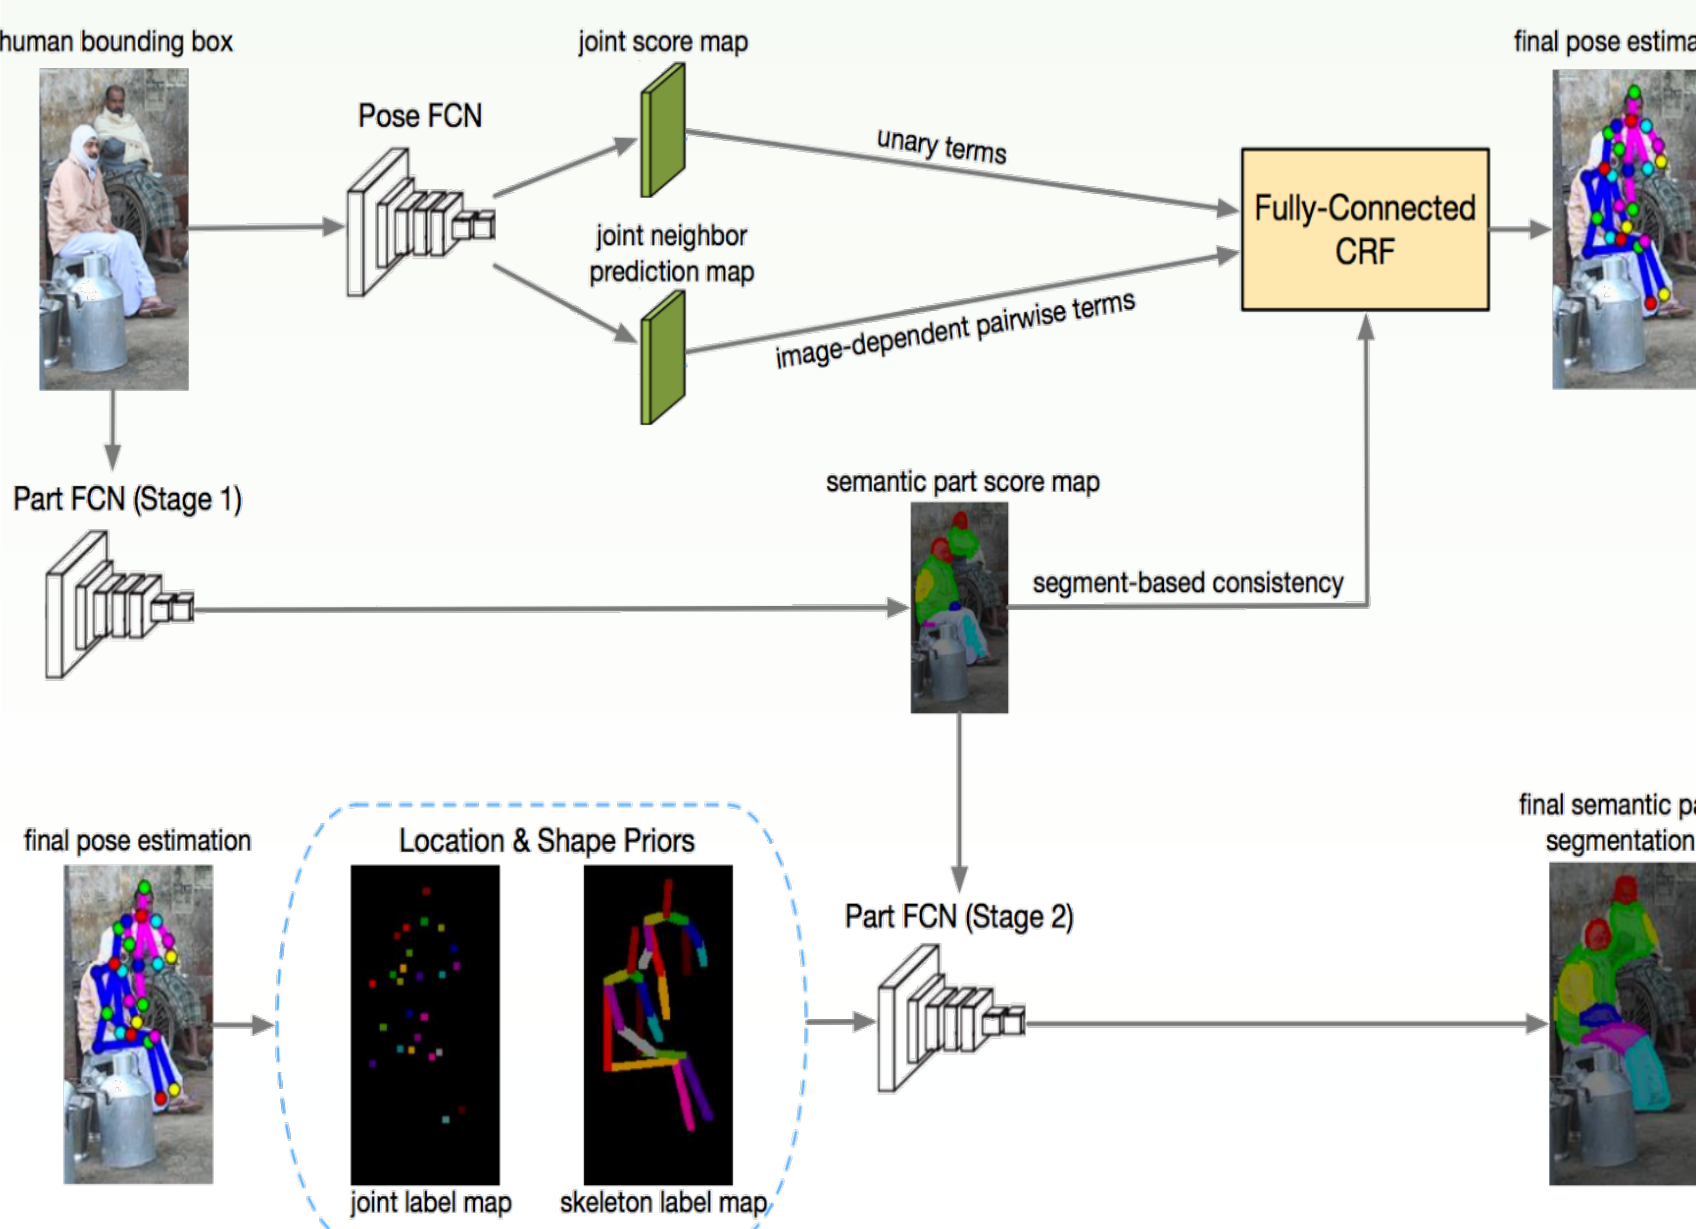 human bounding box
joint score map
final pose estima
Pose FCN
unary terms
joint neighbor
prediction map
Fully-Connected
CRF
image-dependent pairwise terms
Part FCN (Stage 1)
semantic part score map
segment-based consistency
final pose estimation
Location & Shape Priors
final semantic pa
segmentation
Part FCN (Stage 2)
joint label map
skeleton label map